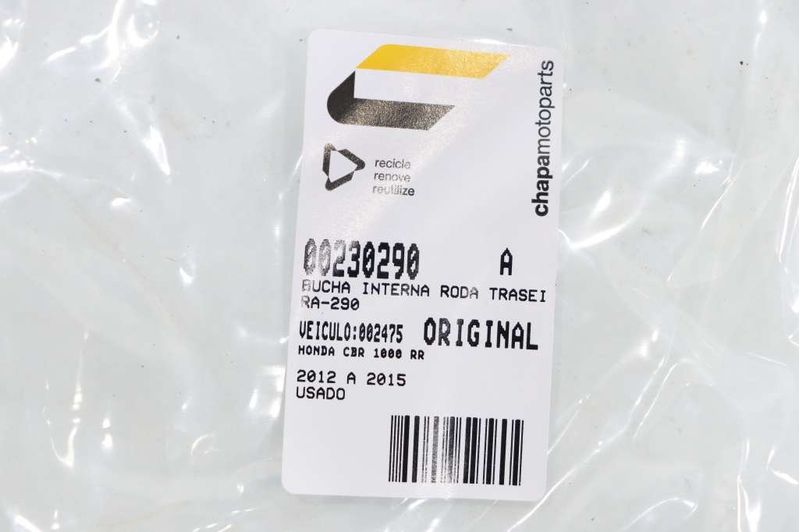 chapamotoparts
recicle
renove
reutilize
00230290 A
BUCHA INTERNA RODA TRASEI
RA-290
VEICULO:002475 ORIGINAL
HONDA CBR 1000 RR
2012 A 2015
USADO